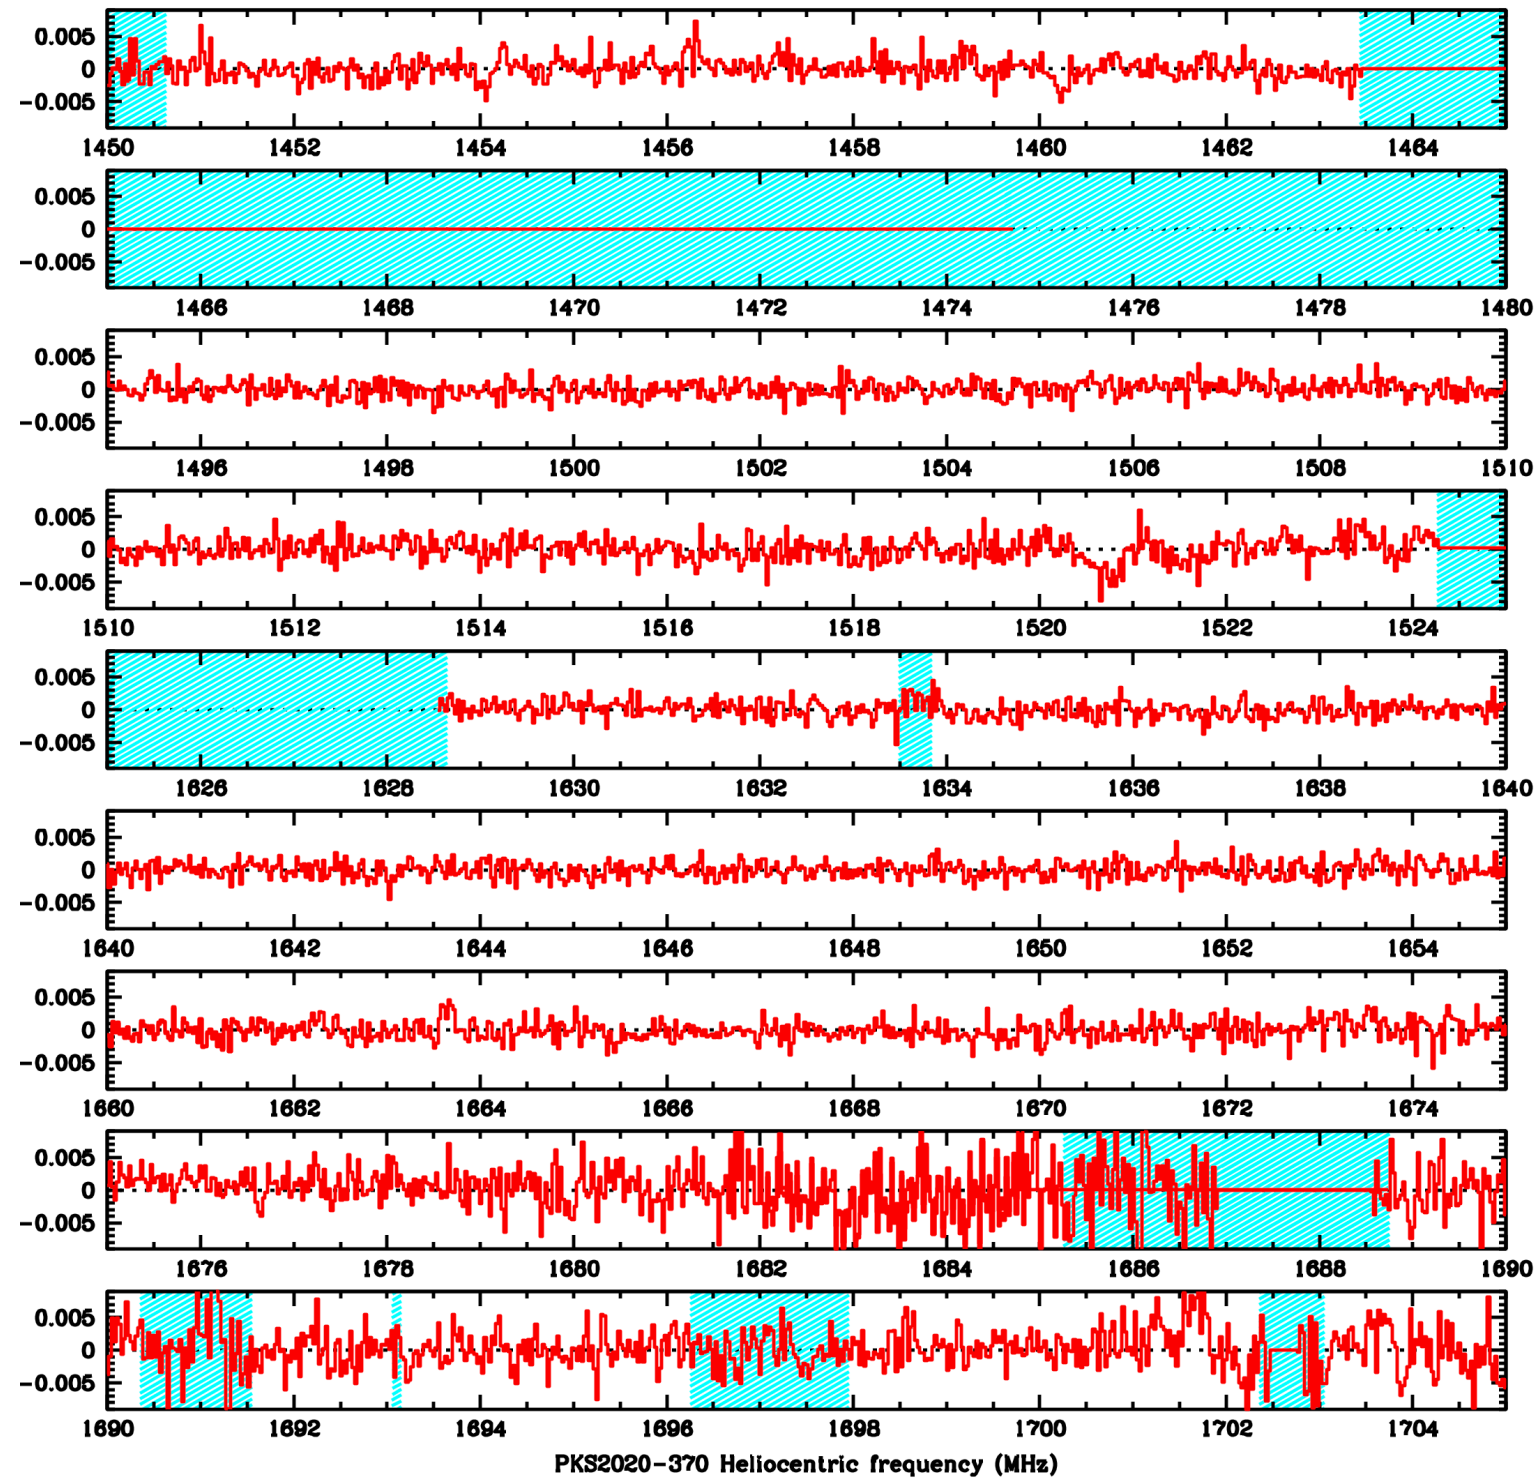 0.005
0
−0.005
1450 1452 1454 1456 1458 1460 1462 1464
0.005
0
−0.005
1466 1468 1470 1472 1474 1476 1478 1480
0.005
0
−0.005
1496 1498 1500 1502 1504 1506 1508 1510
0.005
0
−0.005
1510 1512 1514 1516 1518 1520 1522 1524
0.005
0
−0.005
1626 1628 1630 1632 1634 1636 1638 1640
0.005
0
−0.005
1640 1642 1644 1646 1648 1650 1652 1654
0.005
0
−0.005
1660 1662 1664 1666 1668 1670 1672 1674
0.005
0
−0.005
1676 1678 1680 1682 1684 1686 1688 1690
0.005
0
−0.005
1690 1692 1694 1696 1698 1700 1702 1704
PKS2020−370 Heliocentric frequency (MHz)